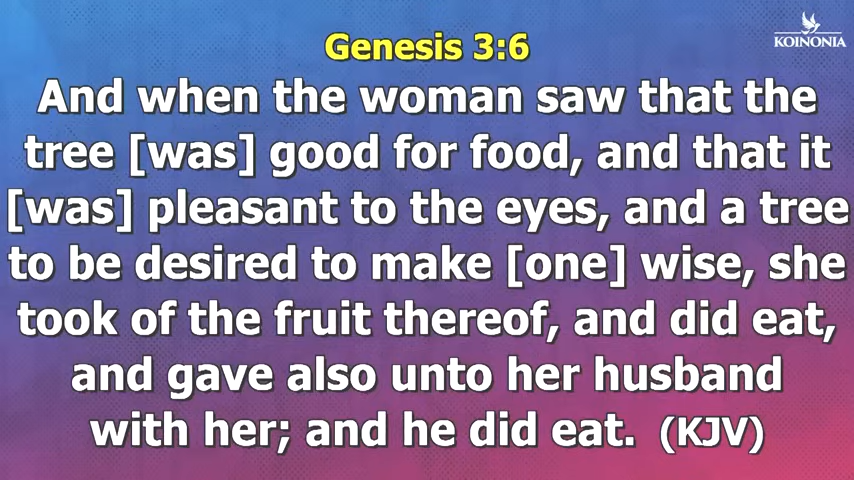 KOINONIA
Genesis 3:6
And when the woman saw that the
tree [was] good for food, and that it
[was] pleasant to the eyes, and a tree
to be desired to make [one] wise, she
took of the fruit thereof, and did eat,
and gave also unto her husband
with her; and he did eat. (KJV)